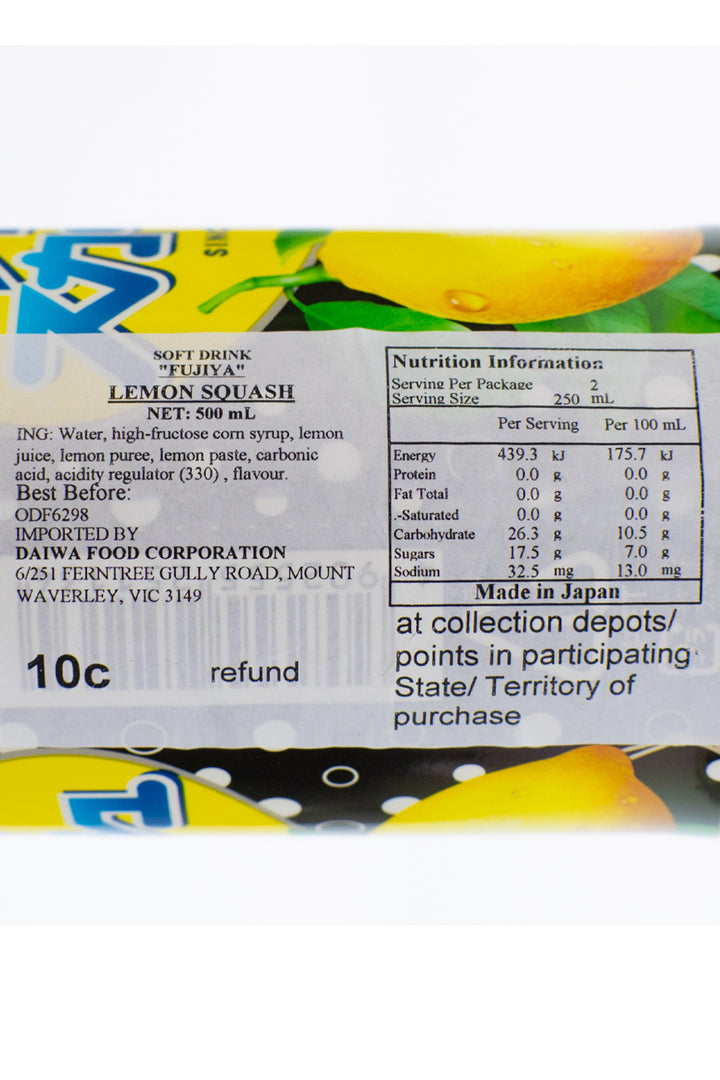 SOFT DRINK
"FUJIYA"
LEMON SQUASH
NET: 500 mL
ING: Water, high-fructose corn syrup, lemon
juice, lemon puree, lemon paste, carbonic
acid, acidity regulator (330) , flavour.
Best Before:
ODF6298
IMPORTED BY
DAIWA FOOD CORPORATION
6/251 FERNTREE GULLY ROAD, MOUNT
WAVERLEY, VIC 3149
10c refund
Nutrition Information
Serving Per Package 2
Serving Size 250 mL
Per Serving Per 100 mL
Energy 439.3 kJ 175.7 kJ
Protein 0.0 g 0.0 g
Fat Total 0.0 g 0.0 g
.-Saturated 0.0 g 0.0 g
Carbohydrate 26.3 g 10.5 g
Sugars 17.5 g 7.0 g
Sodium 32.5 mg 13.0 mg
Made in Japan
at collection depots/
points in participating
State/ Territory of
purchase